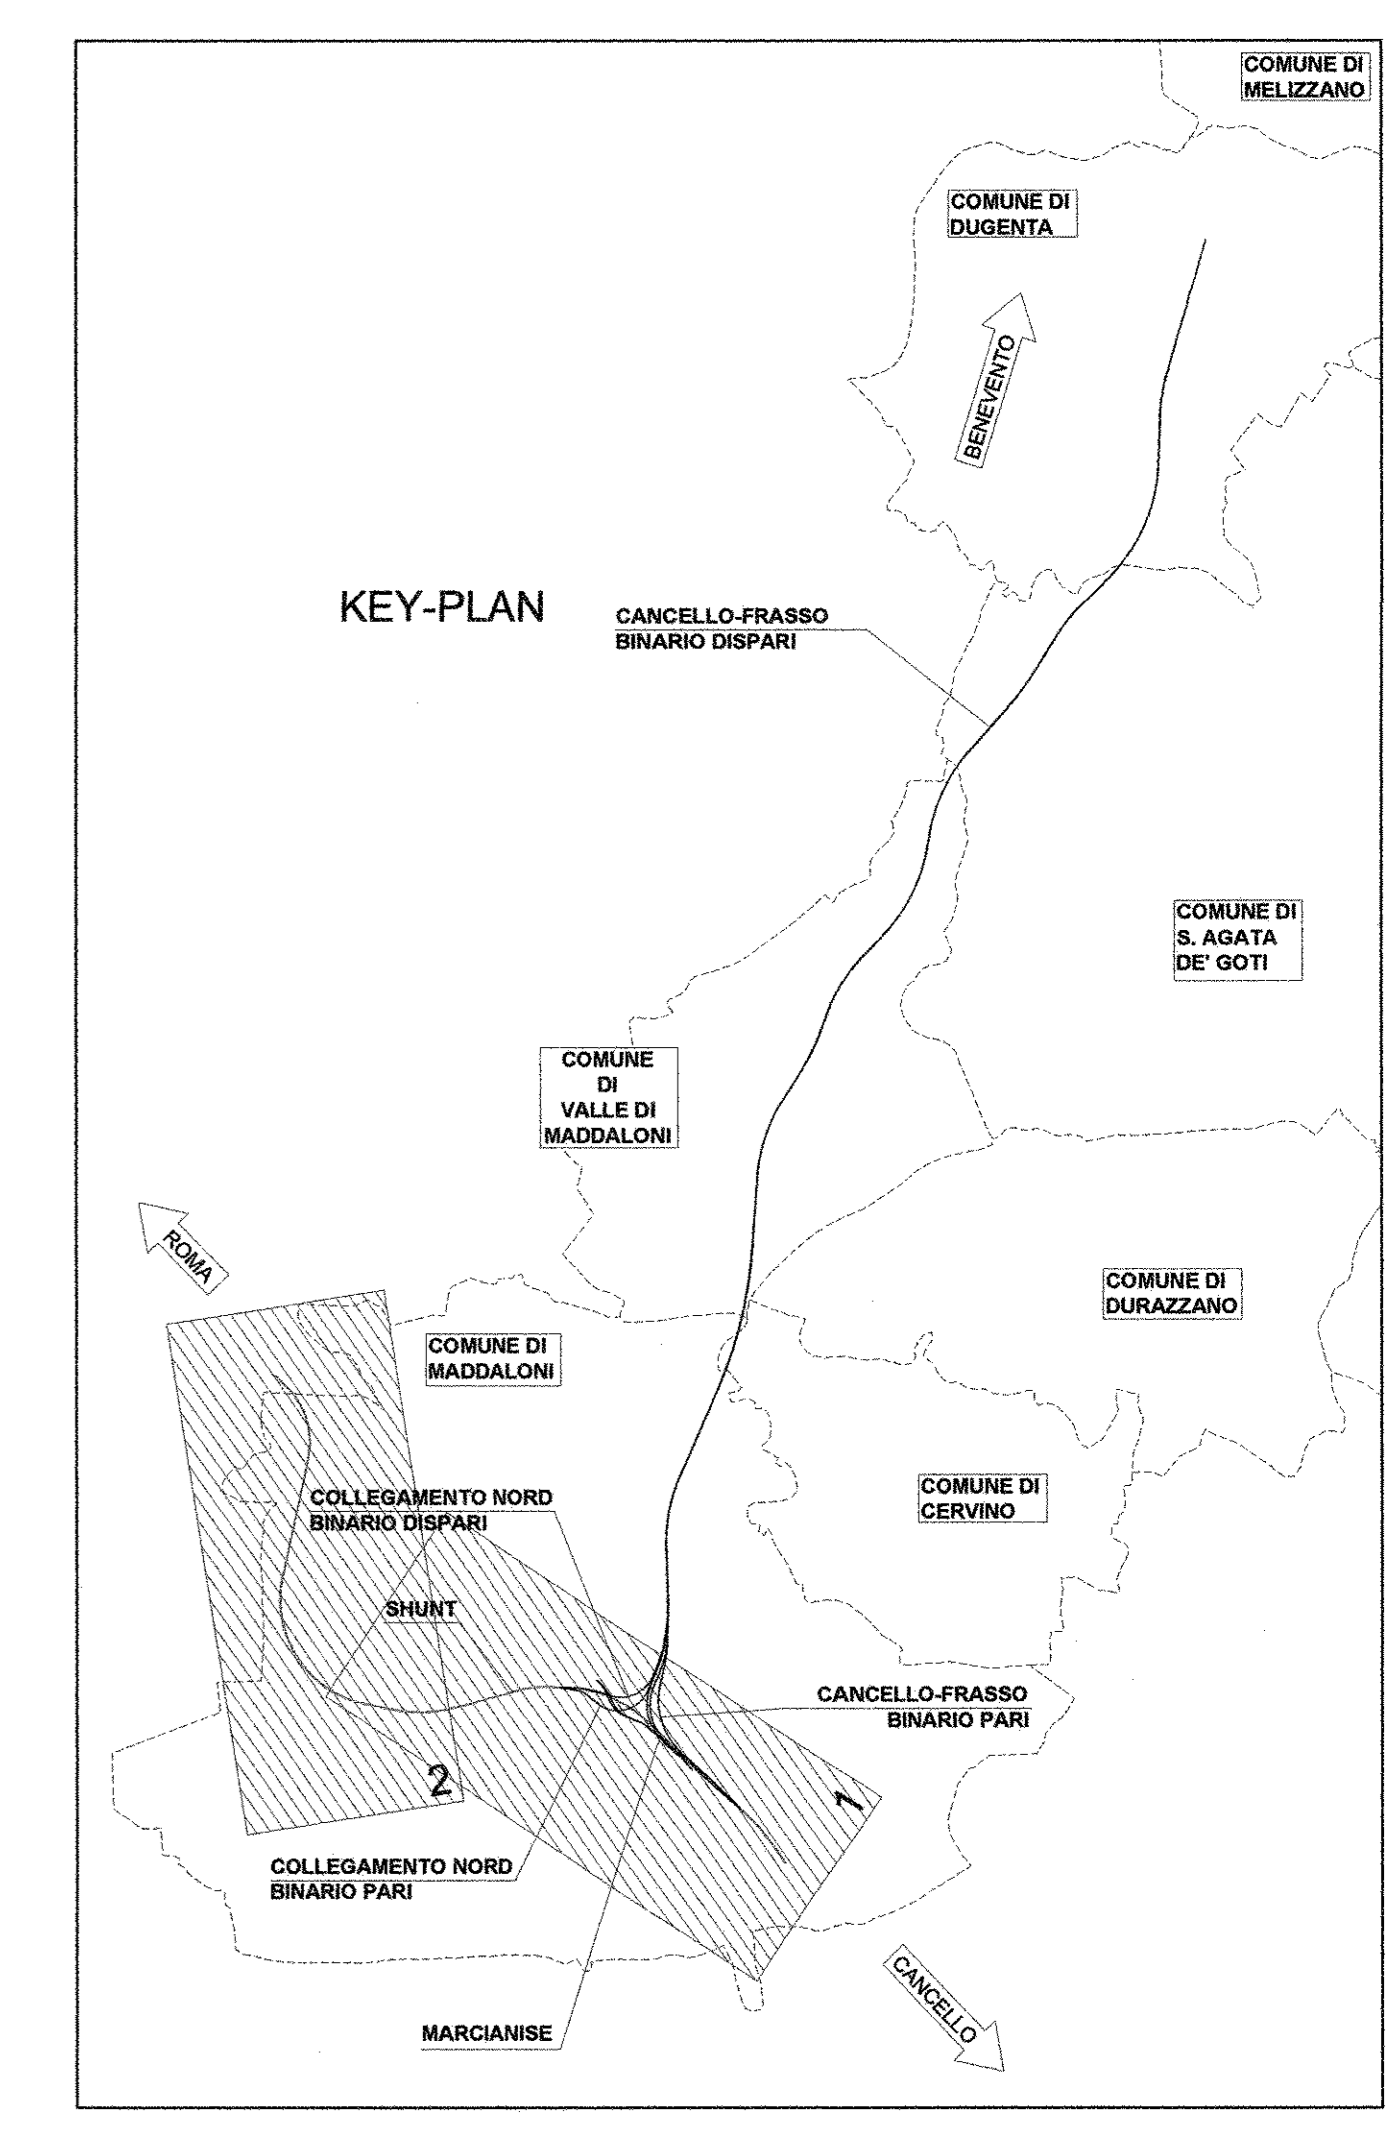 COMUNE DI
MELIZZANO
COMUNE DI
DUGENTA
BENEVENTO
KEY-PLAN
CANCELLO-FRASSO
BINARIO DISPARI
COMUNE DI
S. AGATA
DE' GOTI
COMUNE
DI
VALLE DI
MADDALONI
ROMA
COMUNE DI
DURAZZANO
COMUNE DI
MADDALONI
COMUNE DI
CERVINO
COLLEGAMENTO NORD
BINARIO DISPARI
SHUNT
CANCELLO-FRASSO
BINARIO PARI
2
1
COLLEGAMENTO NORD
BINARIO PARI
CANCELLO
MARCIANISE